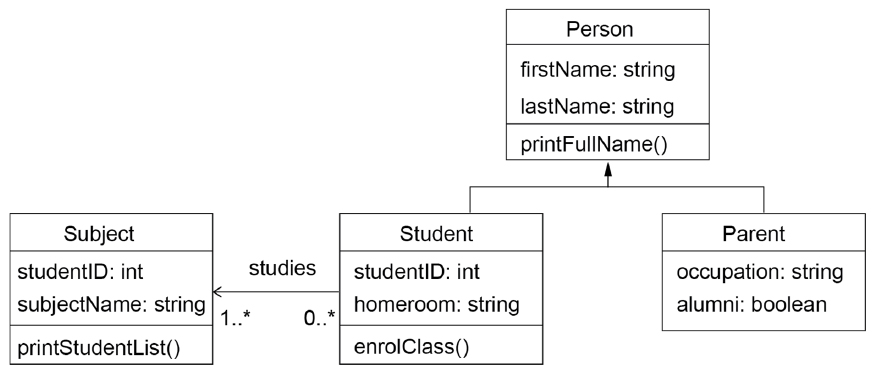 Person
firstName: string
lastName: string
printFullName()
Subject
studentID: int
subjectName: string
printStudentList()
studies
1..*
0..*
Student
studentID: int
homeroom: string
enrolClass()
Parent
occupation: string
alumni: boolean